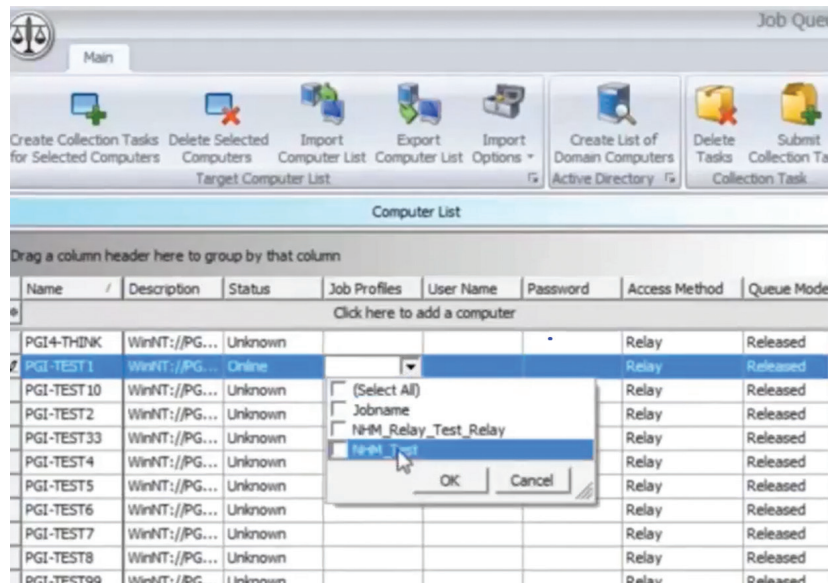 Job Que
Main
Create Collection Tasks for Selected Computers
Delete Selected Computers
Import Computer List
Export Computer List
Import Options
Create List of Domain Computers
Delete Tasks
Submit Collection Ta
Target Computer List
Active Directory
Collection Task
Computer List
Drag a column header here to group by that column
Name Description Status Job Profiles User Name Password Access Method Queue Mode
Click here to add a computer
PGI4-THINK WinNT://PG... Unknown Relay Released
PGI-TEST1 WinNT://PG... Online Relay Released
PGI-TEST10 WinNT://PG... Unknown Relay Released
PGI-TEST2 WinNT://PG... Unknown Relay Released
PGI-TEST33 WinNT://PG... Unknown Relay Released
PGI-TEST4 WinNT://PG... Unknown Relay Released
PGI-TEST5 WinNT://PG... Unknown Relay Released
PGI-TEST6 WinNT://PG... Unknown Relay Released
PGI-TEST7 WinNT://PG... Unknown Relay Released
PGI-TEST8 WinNT://PG... Unknown Relay Released
PGI-TEST99 WinNT://PG... Unknown Relay Released
(Select All)
Jobname
NHM_Relay_Test_Relay
NHM_Test
OK Cancel